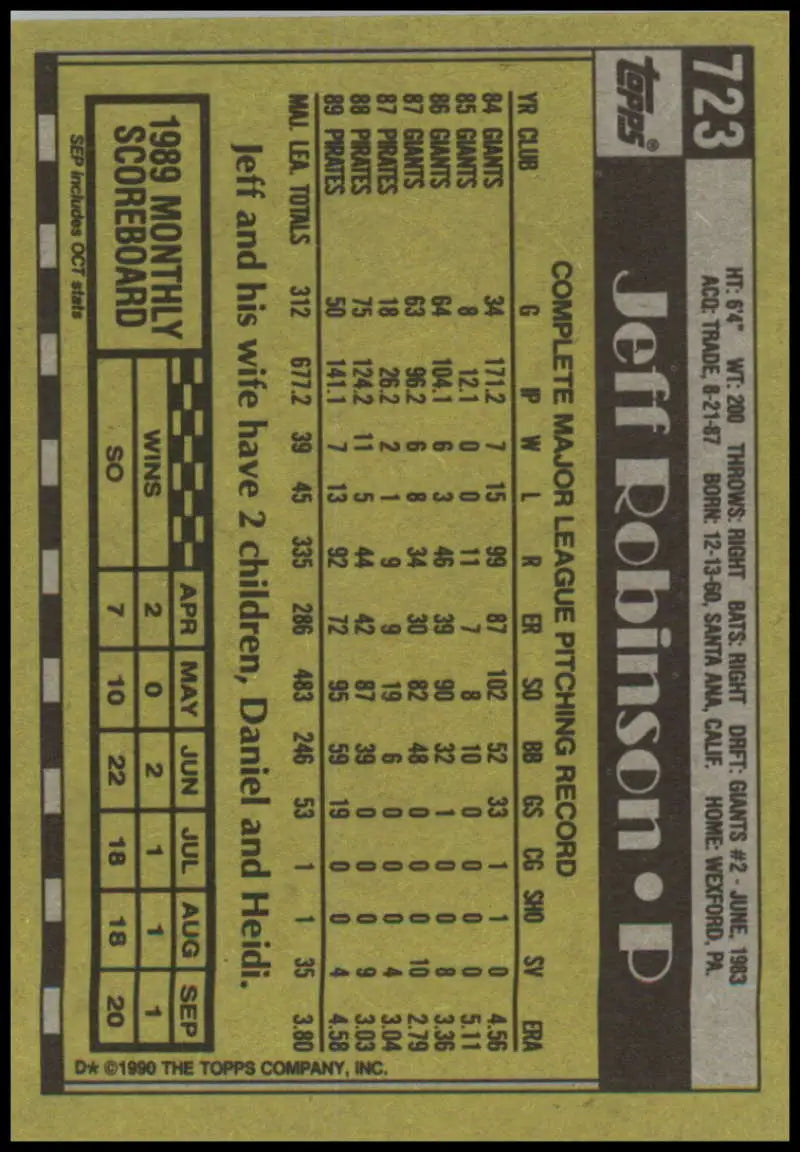 723
HT: 6'4" WT: 200 THROWS: RIGHT BATS: RIGHT DRFT: GIANTS #2 - JUNE, 1983
ACQ: TRADE, 8-21-87 BORN: 12-13-60, SANTA ANA, CALIF. HOME: WEXFORD, PA.
Topps®
Jeff Robinson • P
COMPLETE MAJOR LEAGUE PITCHING RECORD
YR CLUB G IP W L R ER SO BB GS CG SHO SV ERA
84 GIANTS 34 171.2 7 15 99 87 102 52 33 1 1 0 4.56
85 GIANTS 8 12.1 0 0 11 7 8 10 0 0 0 0 5.11
86 GIANTS 64 104.1 6 3 46 39 90 32 1 0 0 8 3.36
87 GIANTS 63 96.2 6 8 34 30 82 48 0 0 0 10 2.79
87 PIRATES 18 26.2 2 1 9 9 19 6 0 0 0 4 3.04
88 PIRATES 75 124.2 11 5 44 42 87 39 0 0 0 9 3.03
89 PIRATES 50 141.1 7 13 92 72 95 59 19 0 0 4 4.58
MAJ. LEA. TOTALS 312 677.2 39 45 335 286 483 246 53 1 1 35 3.80
Jeff and his wife have 2 children, Daniel and Heidi.
1989 MONTHLY
SCOREBOARD
APR MAY JUN JUL AUG SEP
WINS 2 0 2 1 1 1
SO 7 10 22 18 18 20
SEP includes OCT stats
D* ©1990 THE TOPPS COMPANY, INC.